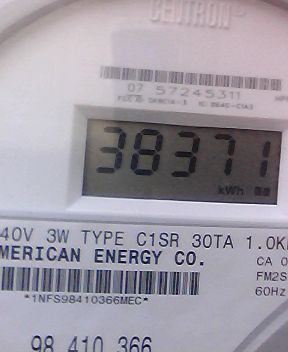 CENTRON
07 57245311
38371
kWh
40V 3W TYPE C1SR 30TA 1.0K
MERICAN ENERGY CO.
CA 0
FM2S
*1NFS98410366MEC*
60Hz
98 410 366